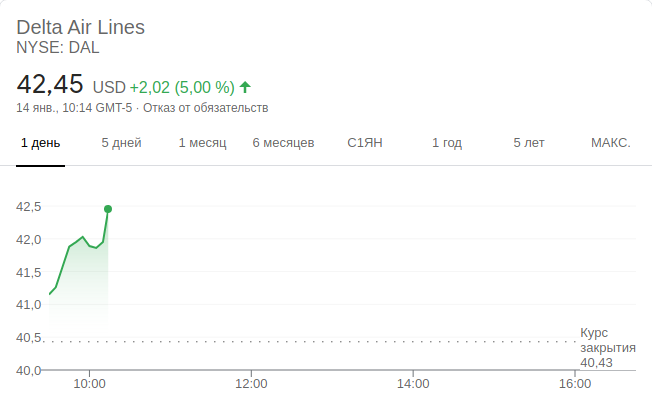 Delta Air Lines
NYSE: DAL
42,45 USD +2,02 (5,00 %)
14 янв., 10:14 GMT-5 · Отказ от обязательств
1 день 5 дней 1 месяц 6 месяцев С1ЯН 1 год 5 лет МАКС.
42,5
42,0
41,5
41,0
40,5
40,0
Курс
закрытия
40,43
10:00 12:00 14:00 16:00